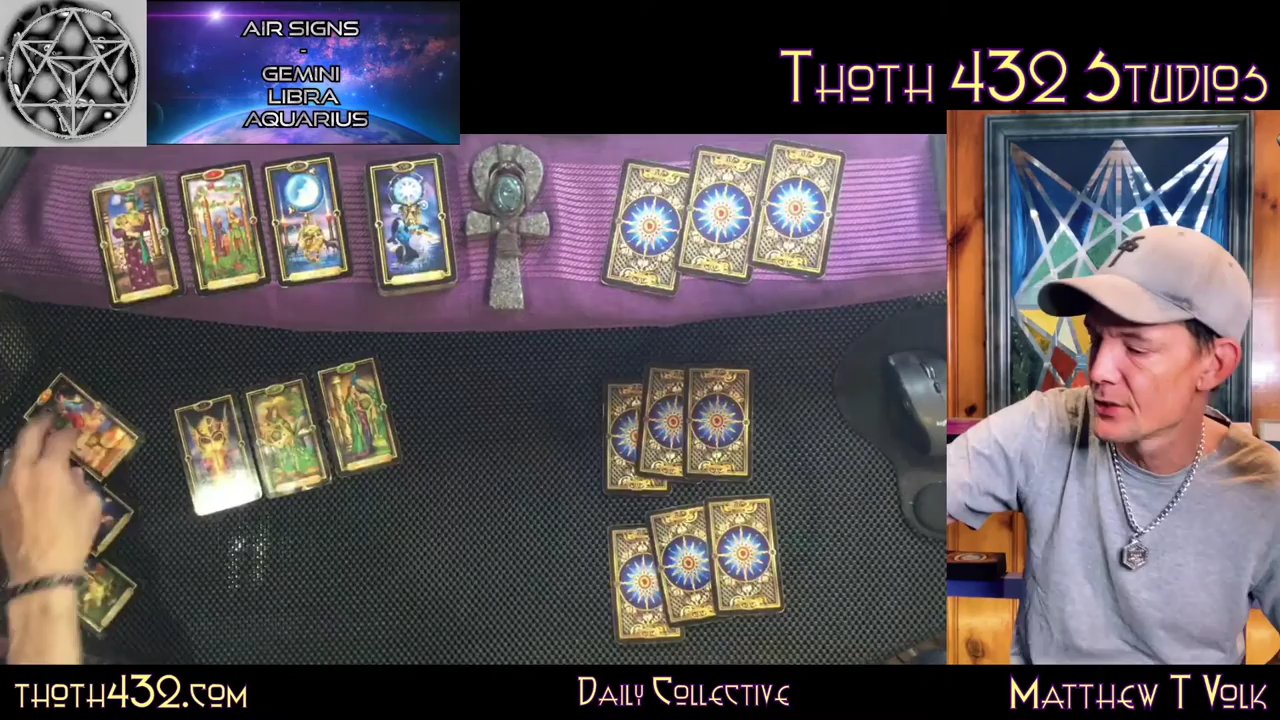 AIR SIGNS
-
GEMINI
LIBRA
AQUARIUS
THOTH 432 STUDIOS
THOTH432.COM
DAILY COLLECTIVE
MATTHEW T VOLK